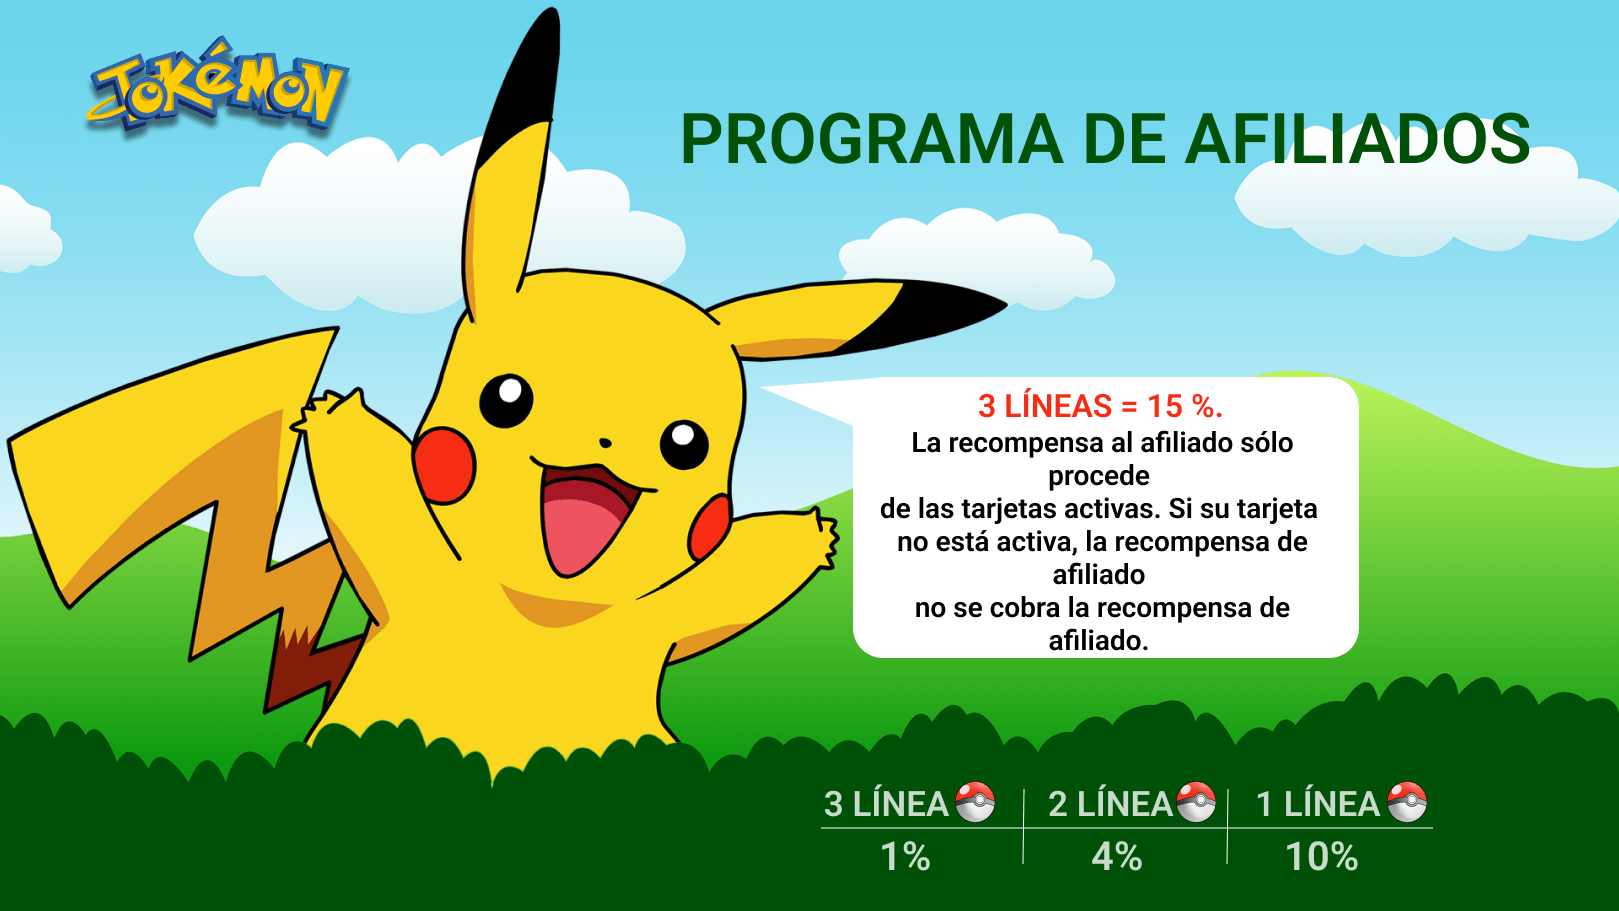 TOKéMON
PROGRAMA DE AFILIADOS
3 LÍNEAS = 15 %.
La recompensa al afiliado sólo
procede
de las tarjetas activas. Si su tarjeta
no está activa, la recompensa de
afiliado
no se cobra la recompensa de
afiliado.
3 LÍNEA 2 LÍNEA 1 LÍNEA
1% 4% 10%